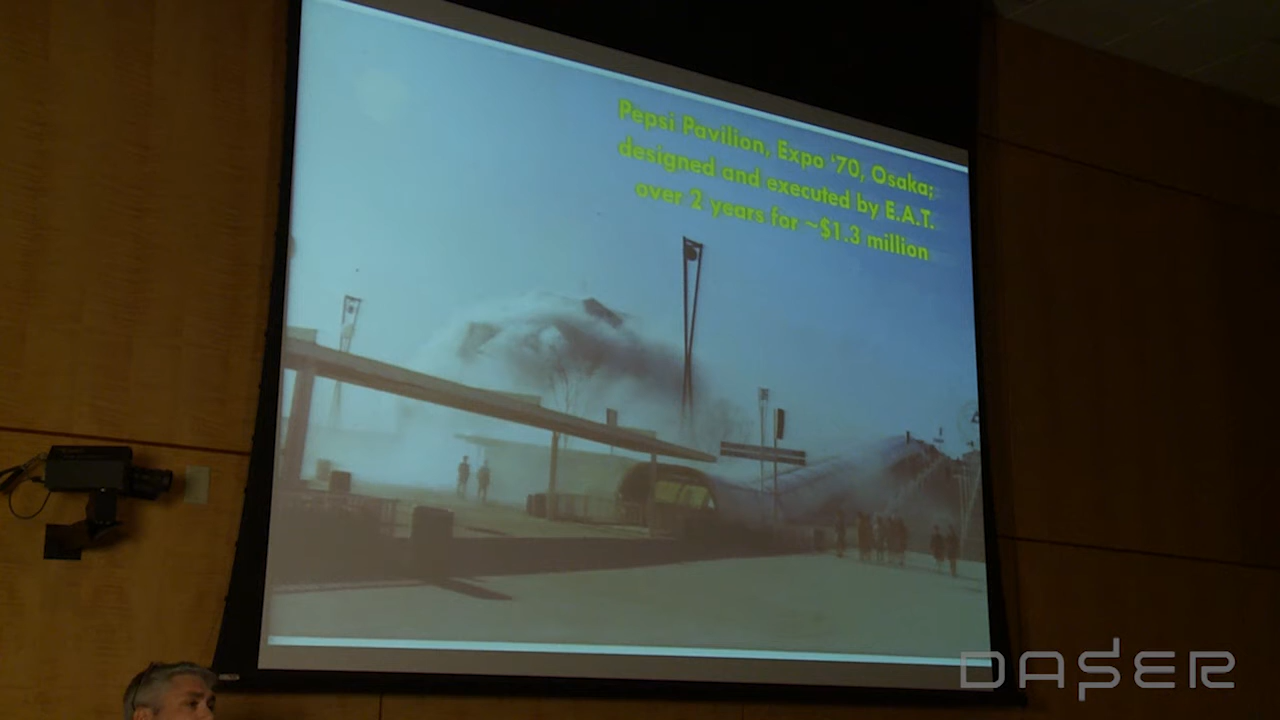 Pepsi Pavilion, Expo '70, Osaka;
designed and executed by E.A.T.
over 2 years for ~$1.3 million
DASER